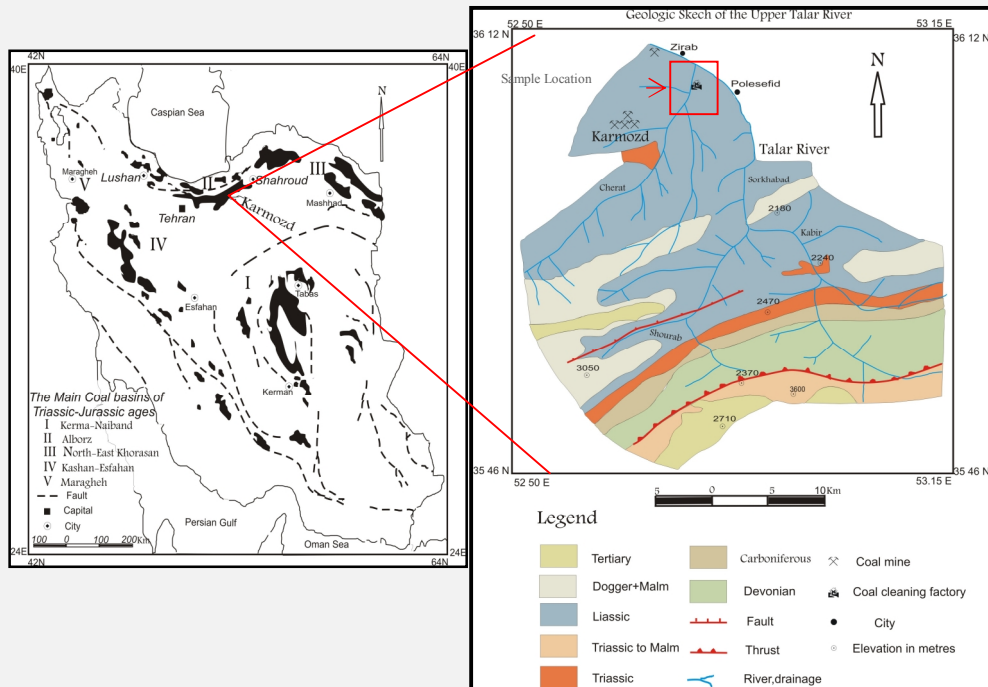 42N
64N
40E
40E
Caspian Sea
N
Maragheh
V
Lushan
II
Shahroud
III
Mashhad
Tehran
Karmozd
IV
I
Tabas
Esfahan
Kerman
The Main Coal basins of
Triassic-Jurassic ages
I Kerma-Naiband
II Alborz
III North-East Khorasan
IV Kashan-Esfahan
V Maragheh
Fault
Capital
City
100 0 100 200Km
Persian Gulf
Oman Sea
24E
24E
42N
64N
52 50 E
Geologic Skech of the Upper Talar River
53 15 E
36 12 N
36 12 N
Zirab
Sample Location
Polesefid
N
Karmozd
Talar River
Cherat
Sorkhabad
2160
Kabir
2240
2470
Shourab
3050
2370
3600
2710
35 46 N
35 46 N
52 50 E
53.15 E
5 0 10Km
Legend
Tertiary
Dogger+Malm
Liassic
Triassic to Malm
Triassic
Carboniferous
Devonian
Fault
Thrust
River,drainage
Coal mine
Coal cleaning factory
City
Elevation in metres